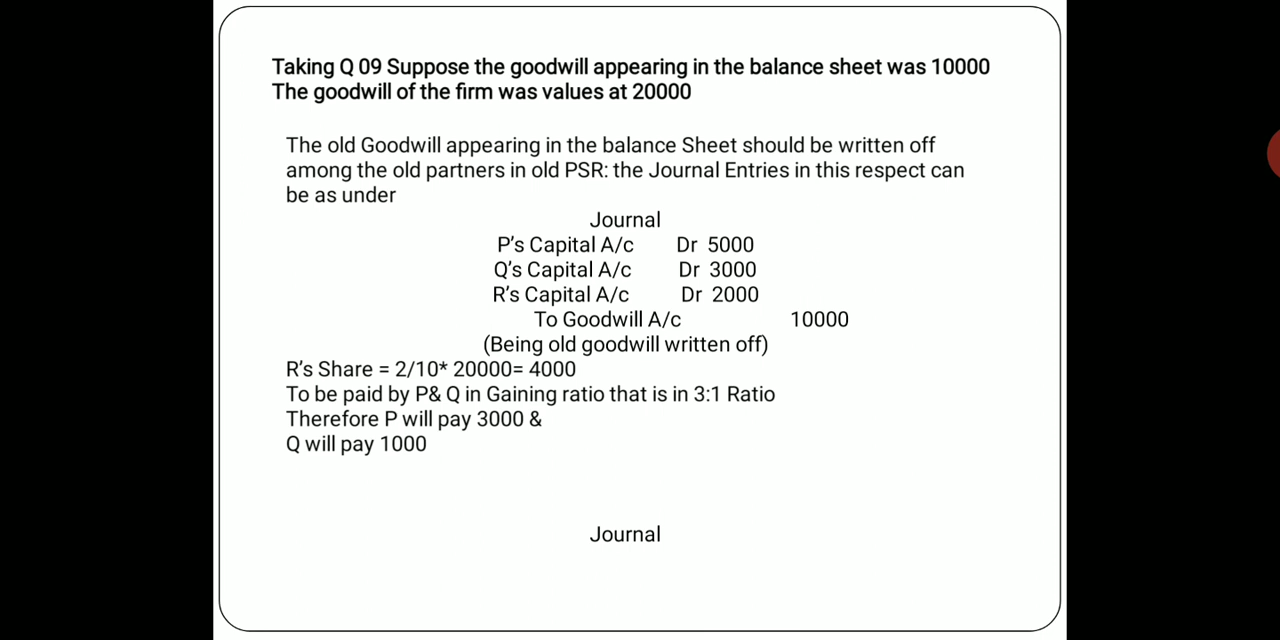 Taking Q 09 Suppose the goodwill appearing in the balance sheet was 10000
The goodwill of the firm was values at 20000
The old Goodwill appearing in the balance Sheet should be written off
among the old partners in old PSR: the Journal Entries in this respect can
be as under
Journal
P's Capital A/c Dr 5000
Q's Capital A/c Dr 3000
R's Capital A/c Dr 2000
To Goodwill A/c 10000
(Being old goodwill written off)
R's Share = 2/10* 20000= 4000
To be paid by P& Q in Gaining ratio that is in 3:1 Ratio
Therefore P will pay 3000 &
Q will pay 1000
Journal